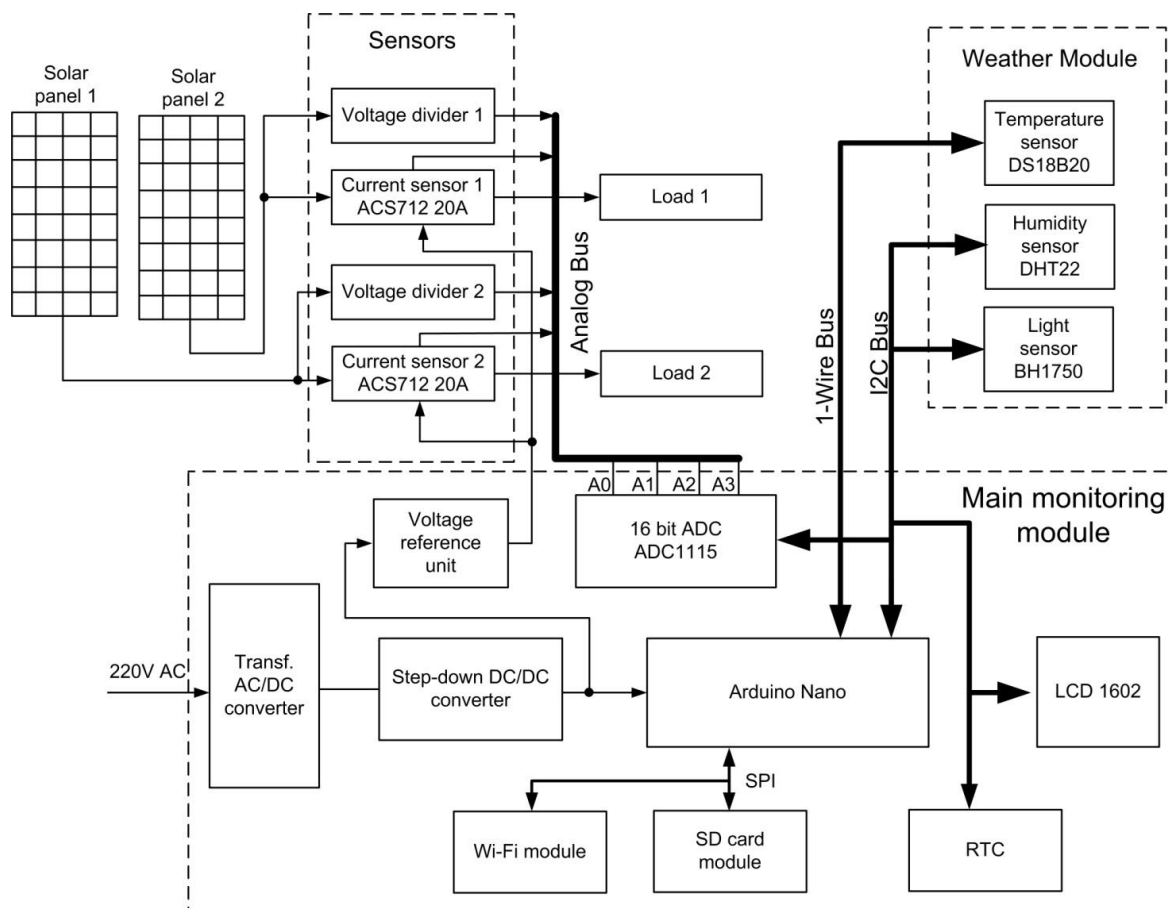 Sensors
Weather Module
Solar
panel 1
Solar
panel 2
Voltage divider 1
Current sensor 1
ACS712 20A
Voltage divider 2
Current sensor 2
ACS712 20A
Load 1
Load 2
Analog Bus
1-Wire Bus
I2C Bus
Temperature
sensor
DS18B20
Humidity
sensor
DHT22
Light
sensor
BH1750
A0
A1
A2
A3
Main monitoring
module
Voltage
reference
unit
16 bit ADC
ADC1115
220V AC
Transf.
AC/DC
converter
Step-down DC/DC
converter
Arduino Nano
LCD 1602
SPI
Wi-Fi module
SD card
module
RTC